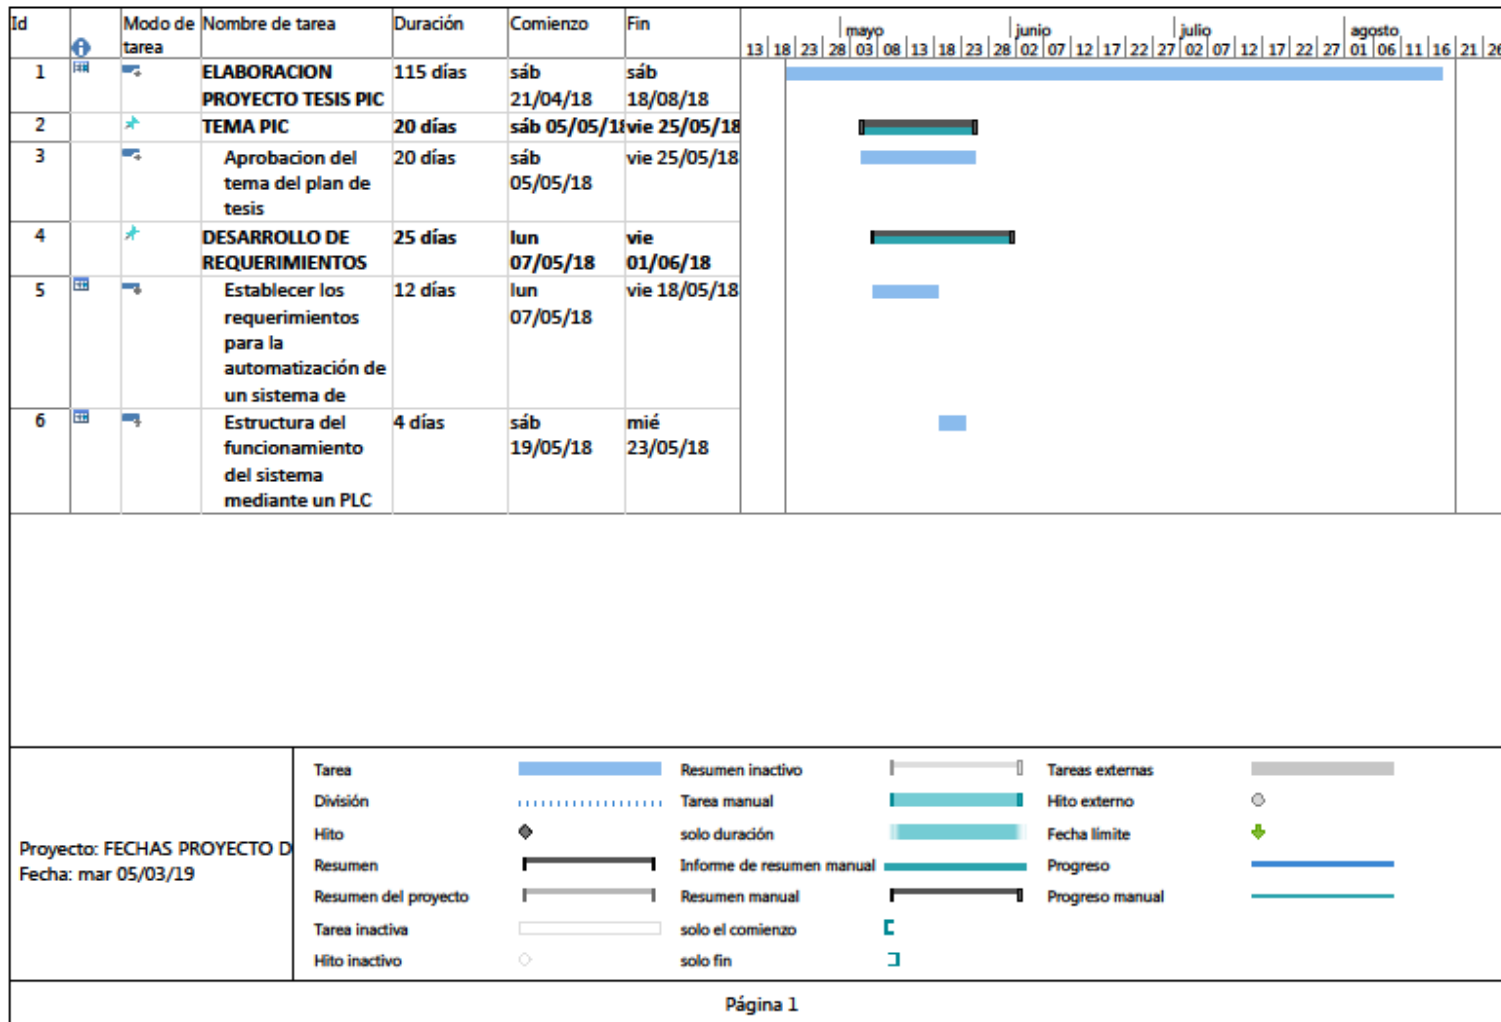 Id Modo de Nombre de tarea Duración Comienzo Fin mayo junio julio agosto
tarea 13 18 23 28 03 08 13 18 23 28 02 07 12 17 22 27 02 07 12 17 22 27 01 06 11 16 21 26
1 ELABORACION 115 días sáb sáb
PROYECTO TESIS PIC 21/04/18 18/08/18
2 TEMA PIC 20 días sáb 05/05/18 vie 25/05/18
3 Aprobacion del 20 días sáb vie 25/05/18
tema del plan de 05/05/18
tesis
4 DESARROLLO DE 25 días lun vie
REQUERIMIENTOS 07/05/18 01/06/18
5 Establecer los 12 días lun vie 18/05/18
requerimientos 07/05/18
para la
automatización de
un sistema de
6 Estructura del 4 días sáb mié
funcionamiento 19/05/18 23/05/18
del sistema
mediante un PLC
Proyecto: FECHAS PROYECTO D
Fecha: mar 05/03/19
Tarea Resumen inactivo Tareas externas
División Tarea manual Hito externo
Hito solo duración Fecha límite
Resumen Informe de resumen manual Progreso
Resumen del proyecto Resumen manual Progreso manual
Tarea inactiva solo el comienzo
Hito inactivo solo fin
Página 1